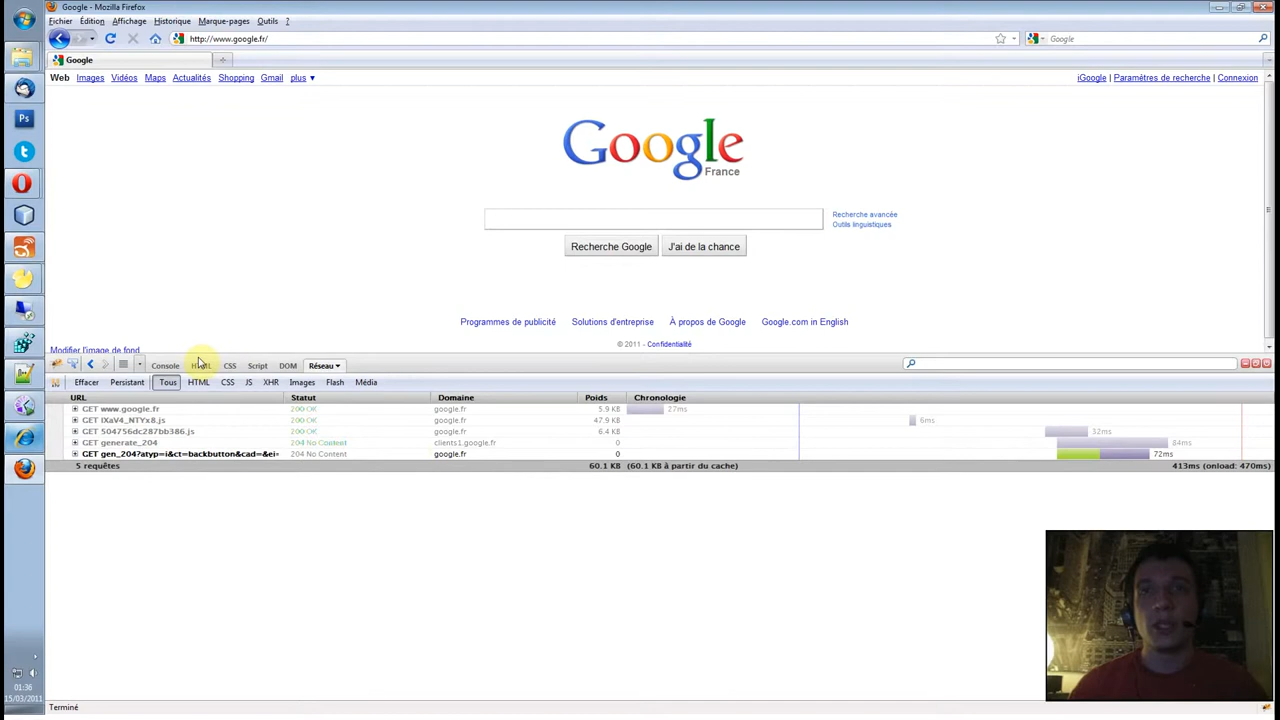 Google - Mozilla Firefox
Fichier Édition Affichage Historique Marque-pages Outils ?
http://www.google.fr/ Google
Google
Web Images Vidéos Maps Actualités Shopping Gmail plus ▼ iGoogle | Paramètres de recherche | Connexion
Google
France
Recherche avancée
Outils linguistiques
Recherche Google J'ai de la chance
Programmes de publicité Solutions d'entreprise À propos de Google Google.com in English
© 2011 - Confidentialité
Modifier l'image de fond
Console HTML CSS Script DOM Réseau ▼
Effacer Persistant Tous HTML CSS JS XHR Images Flash Média
URL Statut Domaine Poids Chronologie
GET www.google.fr 200 OK google.fr 5.9 KB 27ms
GET IXaV4_NTYx8.js 200 OK google.fr 47.9 KB 6ms
GET 504756dc287bb386.js 200 OK google.fr 6.4 KB 32ms
GET generate_204 204 No Content clients1.google.fr 0 84ms
GET gen_204?atyp=i&ct=backbutton&cad=&ei= 204 No Content google.fr 0 72ms
5 requêtes 60.1 KB (60.1 KB à partir du cache) 413ms (onload: 470ms)
Ps
01:36
15/03/2011
Terminé